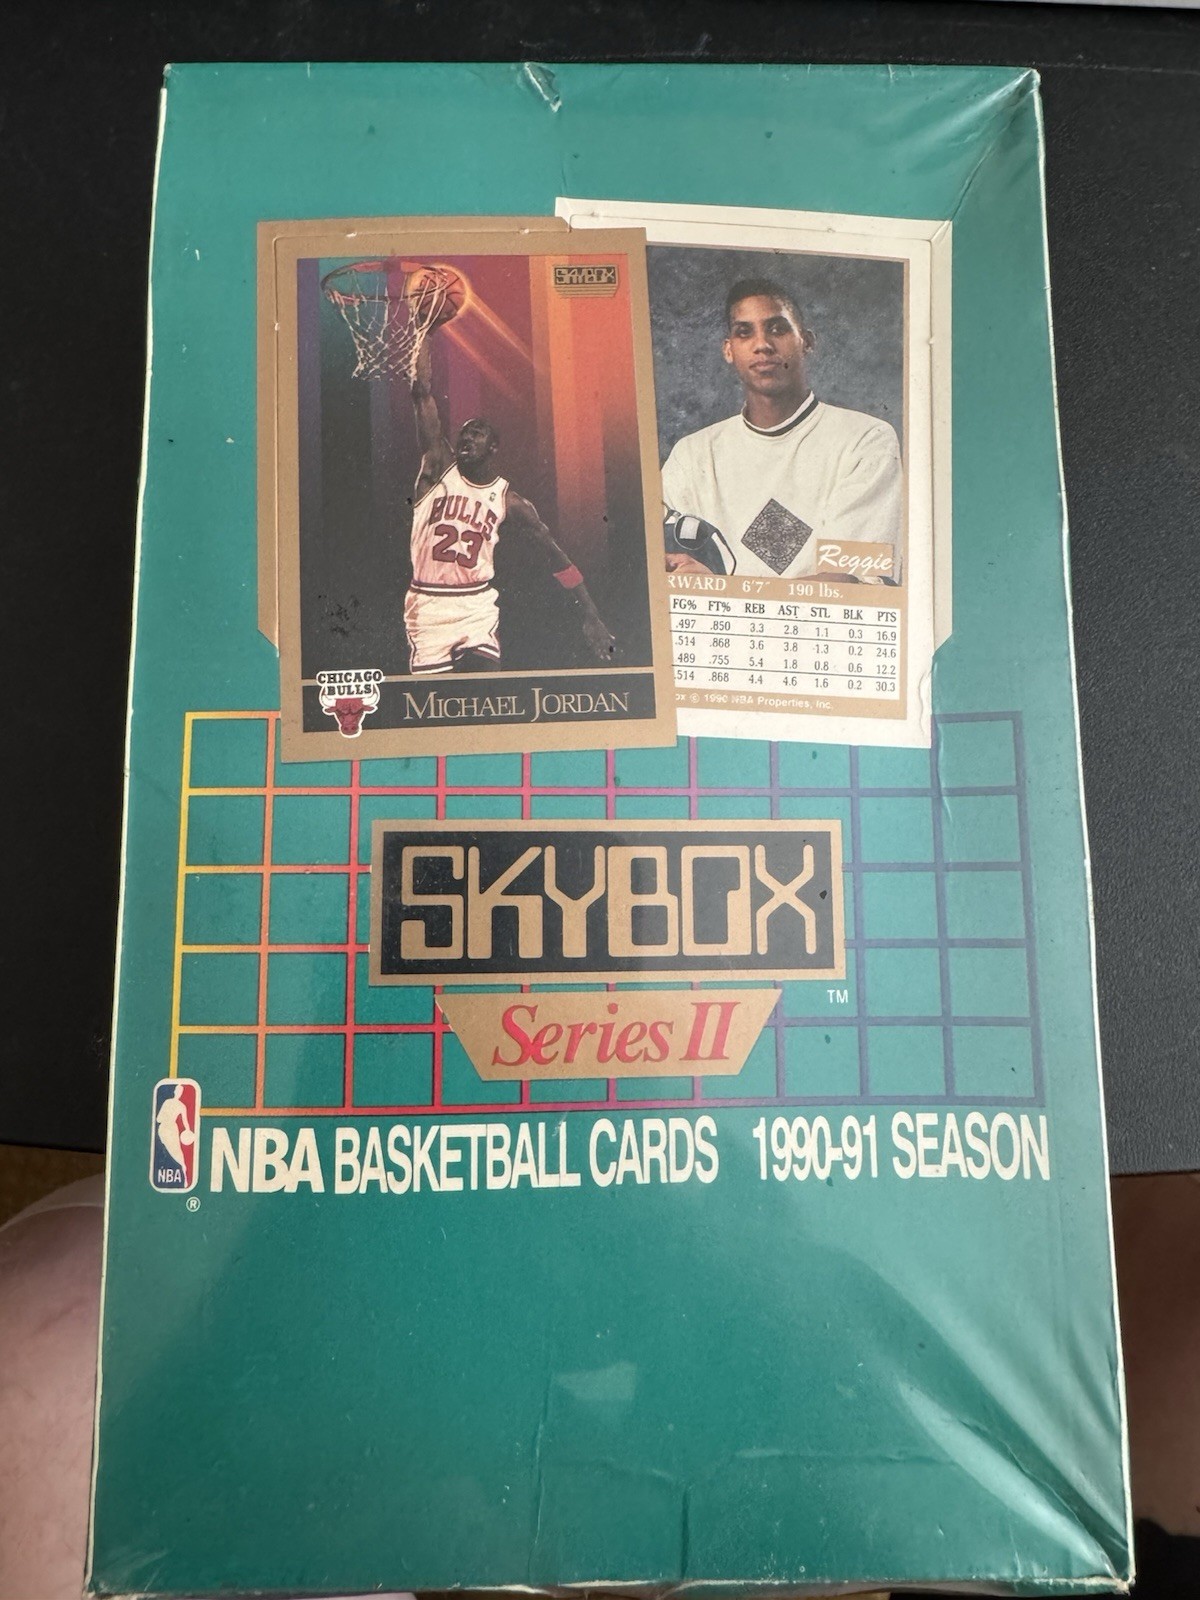 SKYBOX
BULLS
23
CHICAGO
BULLS
MICHAEL JORDAN
Reggie
RWARD 6'7" 190 lbs.
FG% FT% REB AST STL BLK PTS
.497 .850 3.3 2.8 1.1 0.3 16.9
.514 .868 3.6 3.8 1.3 0.2 24.6
.489 .755 5.4 1.8 0.8 0.6 12.2
.514 .868 4.4 4.6 1.6 0.2 30.3
ox © 1990 NBA Properties, Inc.
SKYBOX
TM
Series II
NBA
®
NBA BASKETBALL CARDS 1990-91 SEASON